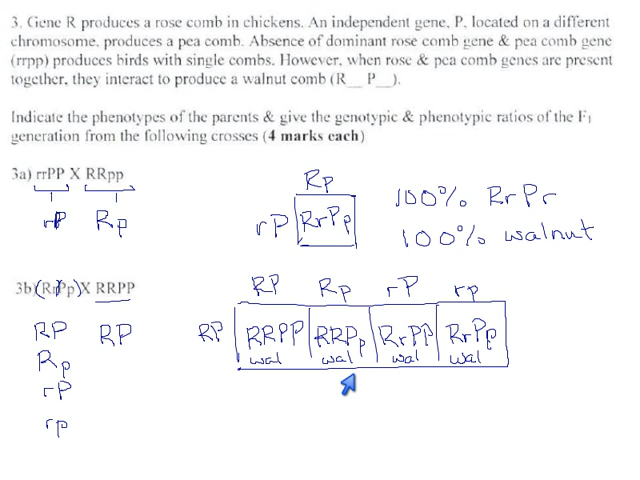 3. Gene R produces a rose comb in chickens. An independent gene, P, located on a different
chromosome, produces a pea comb. Absence of dominant rose comb gene & pea comb gene
(rrpp) produces birds with single combs. However, when rose & pea comb genes are present
together, they interact to produce a walnut comb (R__ P__).
Indicate the phenotypes of the parents & give the genotypic & phenotypic ratios of the F1
generation from the following crosses (4 marks each)
3a) rrPP X RRpp
rP Rp
Rp
rP RrPp
100% RrPr
100% walnut
3b) (RrPp) X RRPP
RP RP
Rp
rP
rp
RP Rp rP rp
RP RRPP RRPp RrPP RrPp
wal wal wal wal